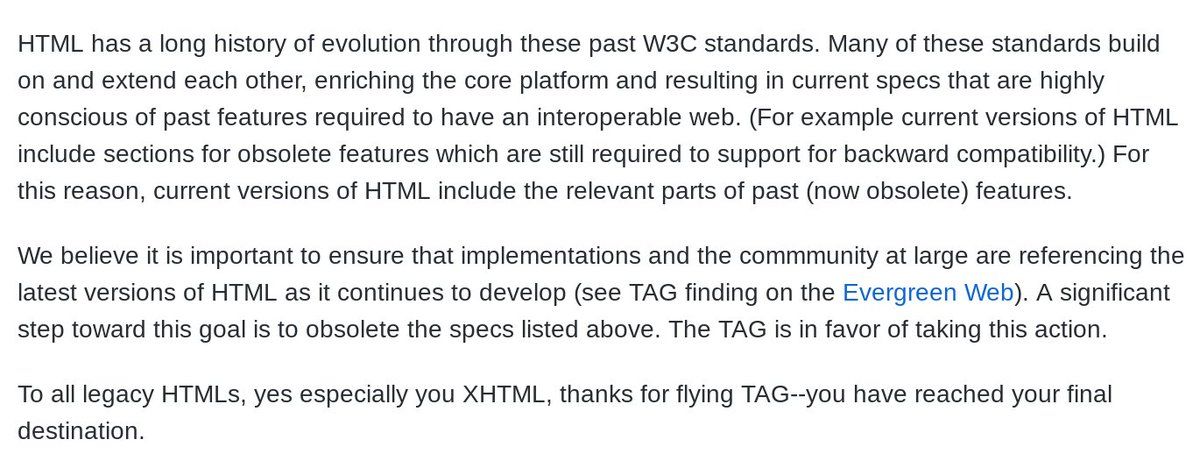 HTML has a long history of evolution through these past W3C standards. Many of these standards build
on and extend each other, enriching the core platform and resulting in current specs that are highly
conscious of past features required to have an interoperable web. (For example current versions of HTML
include sections for obsolete features which are still required to support for backward compatibility.) For
this reason, current versions of HTML include the relevant parts of past (now obsolete) features.
We believe it is important to ensure that implementations and the commmunity at large are referencing the
latest versions of HTML as it continues to develop (see TAG finding on the Evergreen Web). A significant
step toward this goal is to obsolete the specs listed above. The TAG is in favor of taking this action.
To all legacy HTMLs, yes especially you XHTML, thanks for flying TAG--you have reached your final
destination.